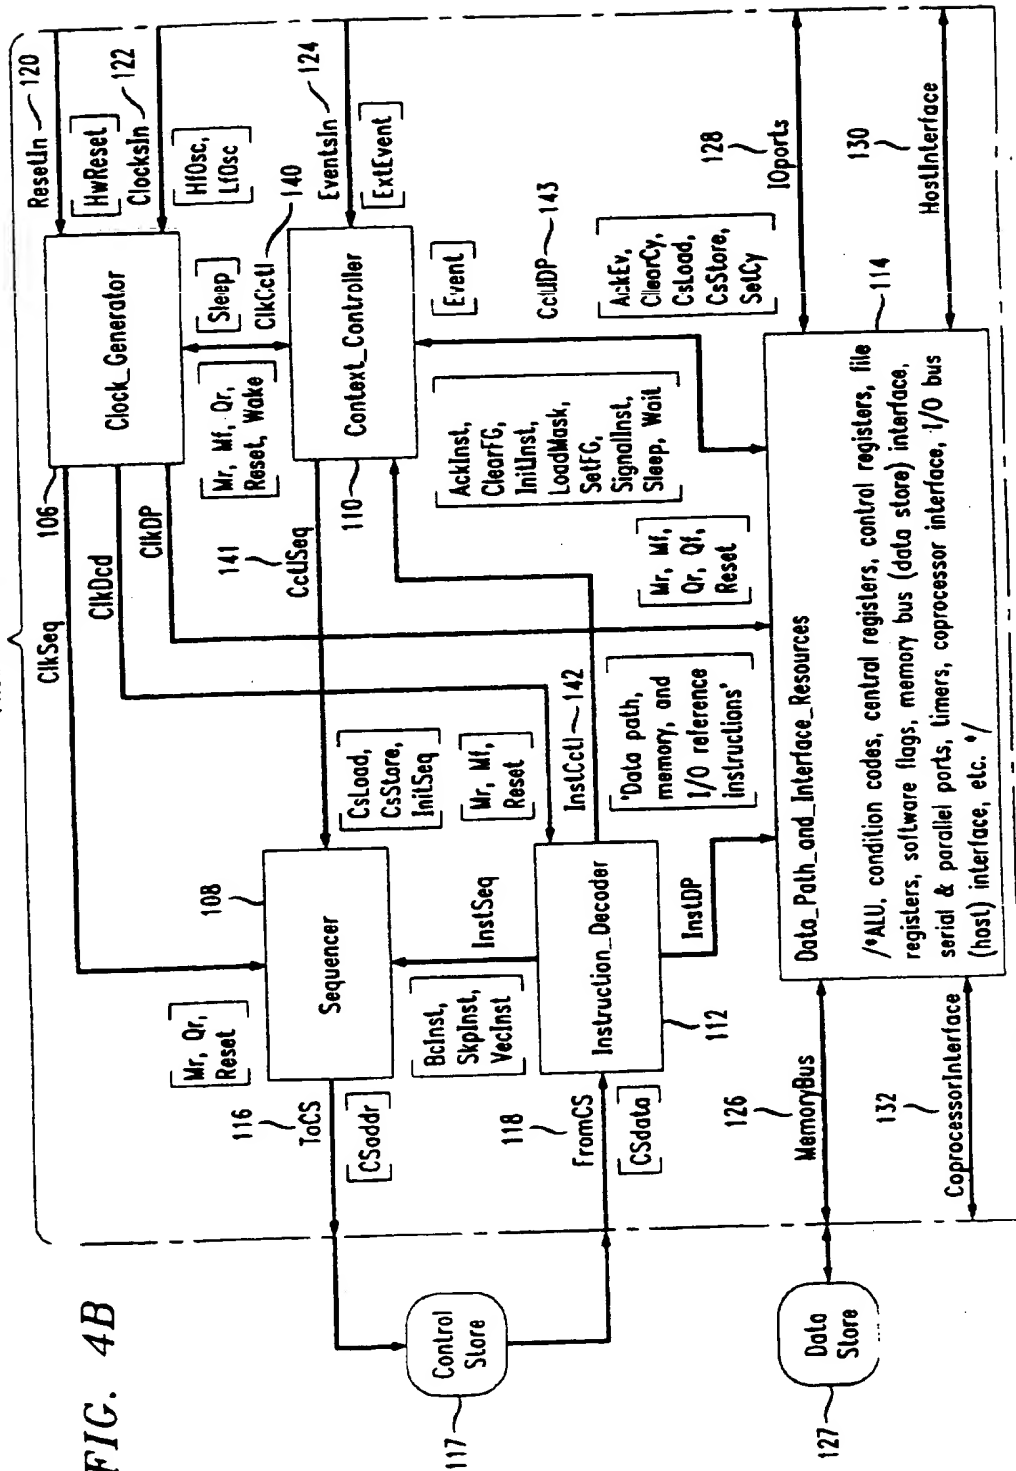 FIG. 4B
ResetIn
120
[HwReset]
ClocksIn
122
[HfOsc,
LfOsc]
EventsIn
124
[ExtEvent]
106
Clock_Generator
ClkSeq
ClkDcd
ClkDP
[Sleep]
ClkCctl
140
[Mr, Mf, Qr,
Reset, Wake]
110
Context_Controller
[Event]
141
CctlSeq
CctlDP
143
[AckEv,
ClearCy,
CsLoad,
CsStore,
SetCy]
[AckInst,
ClearFG,
InitInst,
LoadMask,
SetFG,
SignalInst,
Sleep, Wait]
[Mr, Mf,
Qr, Qf,
Reset]
128
IOports
130
HostInterface
108
Sequencer
[Mr, Qr,
Reset]
[CsLoad,
CsStore,
InitSeq]
[Mr, Mf,
Reset]
InstSeq
[BcInst,
SkpInst,
VecInst]
Instruction_Decoder
112
InstCctl
142
['Data path,
memory, and
I/O reference
instructions']
InstDP
116
ToCS
[CSaddr]
118
FromCS
[CSdata]
Control
Store
117
114
Data_Path_and_Interface_Resources
/*ALU, condition codes, central registers, control registers, file
registers, software flags, memory bus (data store) interface,
serial & parallel ports, timers, coprocessor interface, I/O bus
(host) interface, etc. */
126
MemoryBus
132
CoprocessorInterface
Data
Store
127